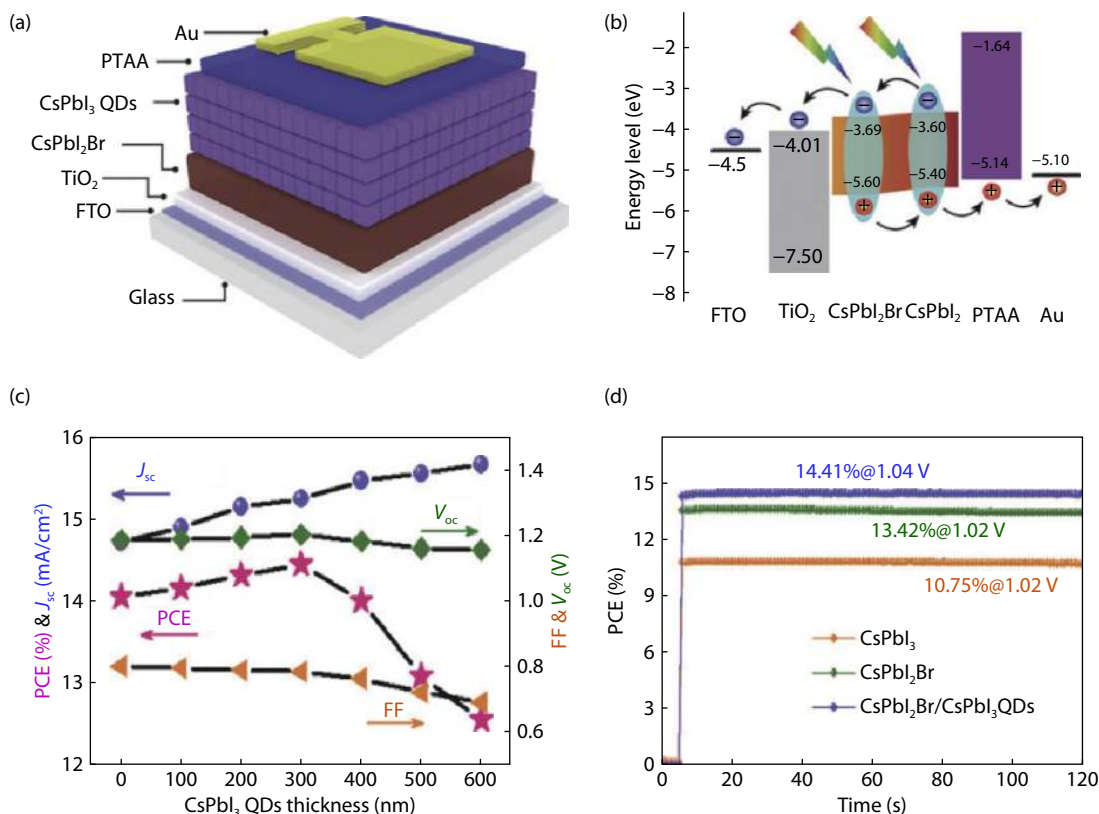 (a)
Au
PTAA
CsPbI₃ QDs
CsPbI₂Br
TiO₂
FTO
Glass
(b)
Energy level (eV)
−2
−3
−4
−5
−6
−7
−8
−4.5
−4.01
−7.50
−3.69
−5.60
−3.60
−5.40
−1.64
−5.14
−5.10
FTO TiO₂ CsPbI₂Br CsPbI₂ PTAA Au
(c)
PCE (%) & Jsc (mA/cm²)
16
15
14
13
12
Jsc
Voc
PCE
FF
1.4
1.2
1.0
0.8
0.6
FF & Voc (V)
0 100 200 300 400 500 600
CsPbI₃ QDs thickness (nm)
(d)
PCE (%)
15
12
9
6
3
0
14.41%@1.04 V
13.42%@1.02 V
10.75%@1.02 V
CsPbI₃
CsPbI₂Br
CsPbI₂Br/CsPbI₃QDs
0 20 40 60 80 100 120
Time (s)